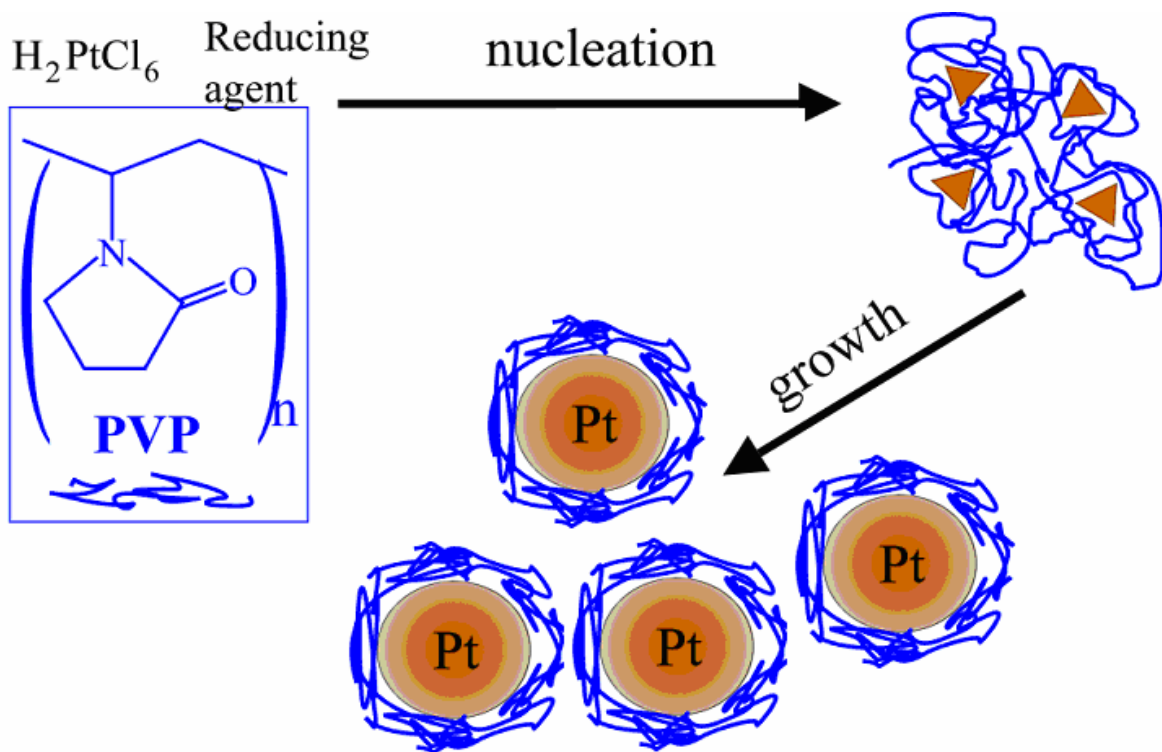 H₂PtCl₆
Reducing
agent
nucleation
N
O
n
PVP
growth
Pt
Pt
Pt
Pt